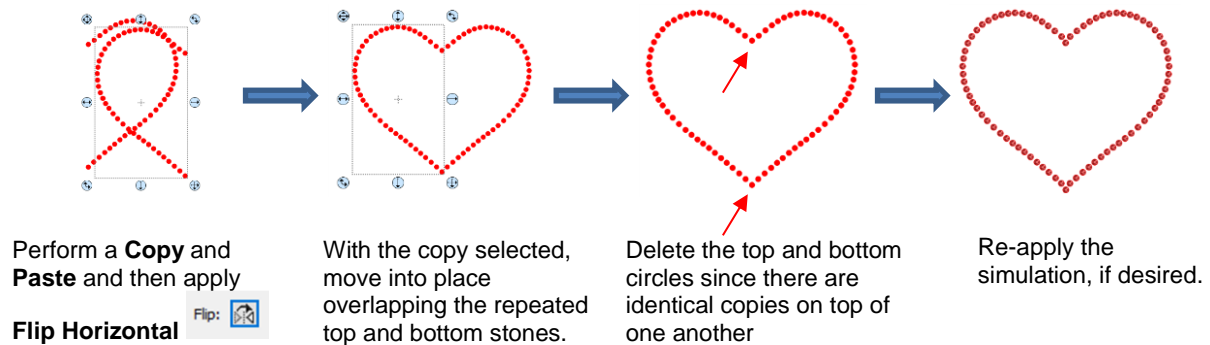 Perform a Copy and
Paste and then apply
Flip Horizontal Flip:
With the copy selected,
move into place
overlapping the repeated
top and bottom stones.
Delete the top and bottom
circles since there are
identical copies on top of
one another
Re-apply the
simulation, if desired.